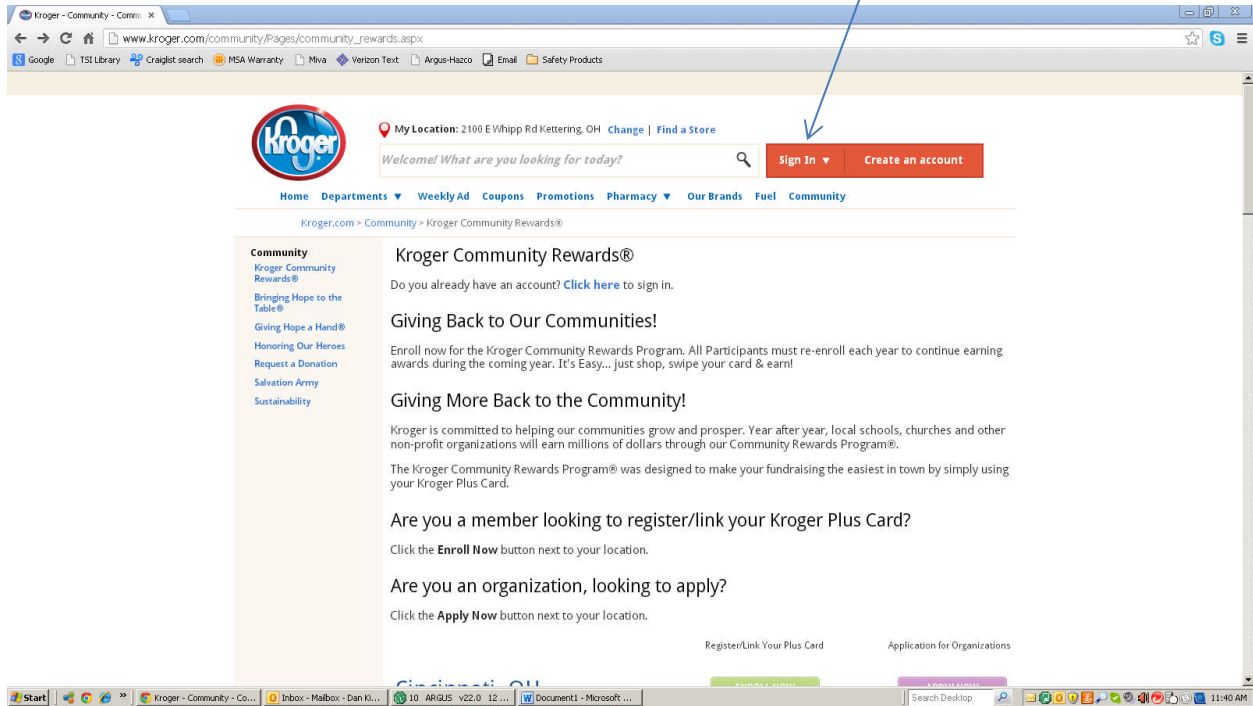 Kroger - Community - Commu
www.kroger.com/community/Pages/community_rewards.aspx
Google TSI Library Craiglist search MSA Warranty Miva Verizon Text Argus-Hazco Email Safety Products
Kroger
My Location: 2100 E Whipp Rd Kettering, OH Change | Find a Store
Welcome! What are you looking for today?
Sign In ▼ Create an account
Home Departments ▼ Weekly Ad Coupons Promotions Pharmacy ▼ Our Brands Fuel Community
Kroger.com > Community > Kroger Community Rewards®
Community
Kroger Community
Rewards®
Bringing Hope to the
Table®
Giving Hope a Hand®
Honoring Our Heroes
Request a Donation
Salvation Army
Sustainability
Kroger Community Rewards®
Do you already have an account? Click here to sign in.
Giving Back to Our Communities!
Enroll now for the Kroger Community Rewards Program. All Participants must re-enroll each year to continue earning
awards during the coming year. It's Easy... just shop, swipe your card & earn!
Giving More Back to the Community!
Kroger is committed to helping our communities grow and prosper. Year after year, local schools, churches and other
non-profit organizations will earn millions of dollars through our Community Rewards Program®.
The Kroger Community Rewards Program® was designed to make your fundraising the easiest in town by simply using
your Kroger Plus Card.
Are you a member looking to register/link your Kroger Plus Card?
Click the Enroll Now button next to your location.
Are you an organization, looking to apply?
Click the Apply Now button next to your location.
Register/Link Your Plus Card Application for Organizations
Cincinnati, OH ENROLL NOW APPLY NOW
Start » Kroger - Community - Co... Inbox - Mailbox - Dan Ki... 10 ARGUS v22.0 12 ... Document1 - Microsoft ... Search Desktop 11:40 AM